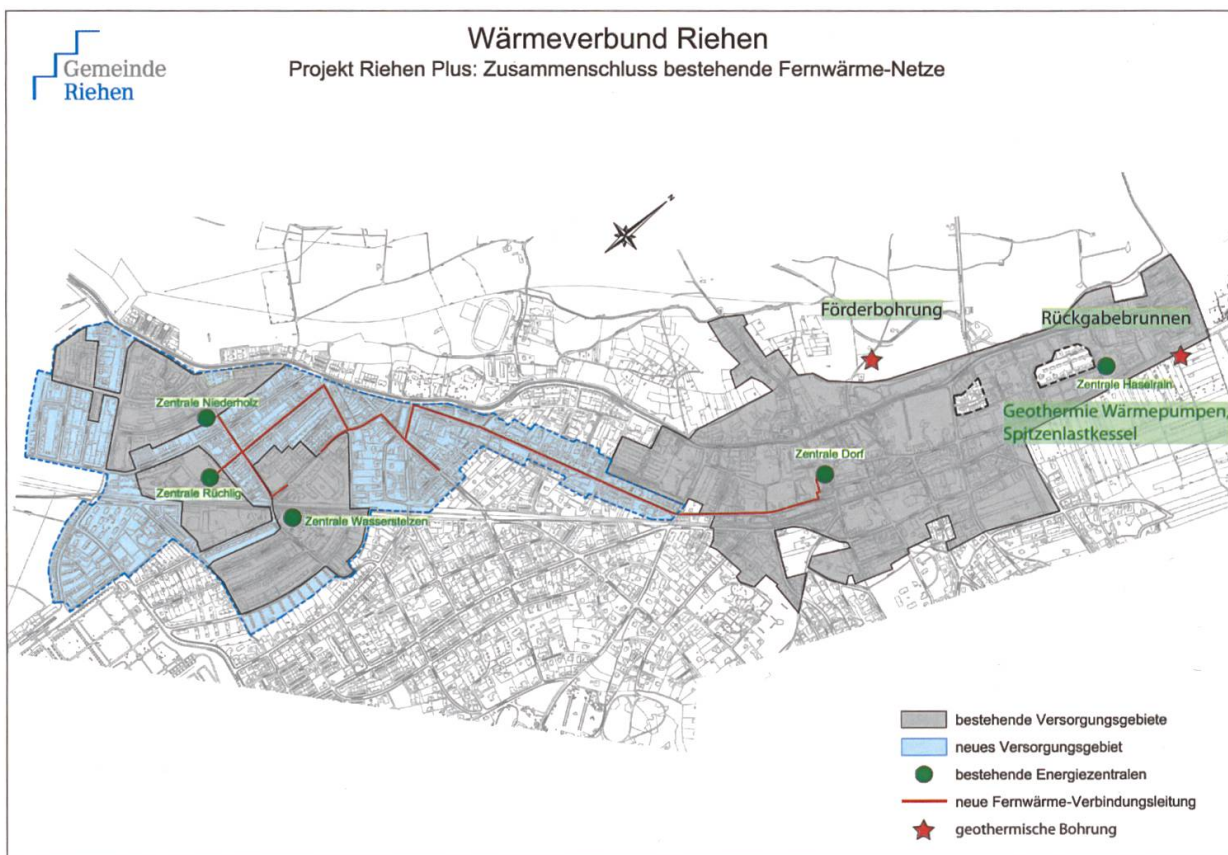 Gemeinde
Riehen
Wärmeverbund Riehen
Projekt Riehen Plus: Zusammenschluss bestehende Fernwärme-Netze
N
Förderbohrung
Rückgabebrunnen
Zentrale Haselrain
Geothermie Wärmepumpen,
Spitzenlastkessel
Zentrale Niederholz
Zentrale Dorf
Zentrale Rüchlig
Zentrale Wasserstelzen
bestehende Versorgungsgebiete
neues Versorgungsgebiet
bestehende Energiezentralen
neue Fernwärme-Verbindungsleitung
geothermische Bohrung